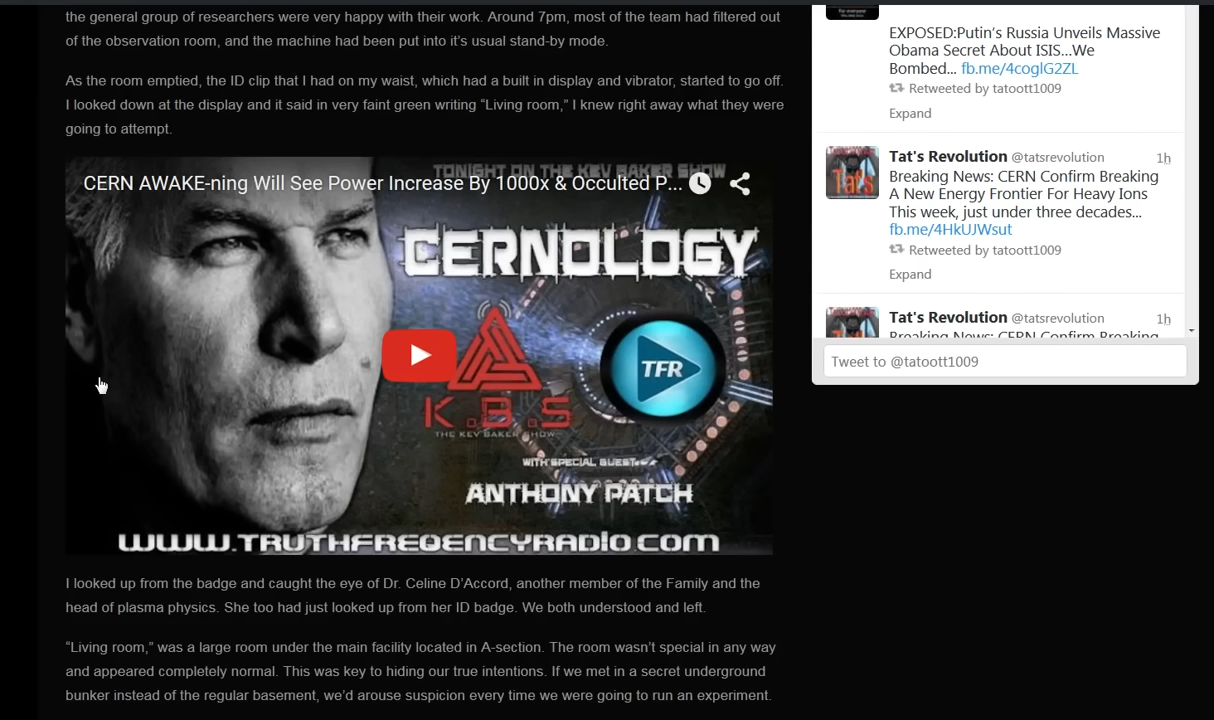 the general group of researchers were very happy with their work. Around 7pm, most of the team had filtered out
of the observation room, and the machine had been put into it’s usual stand-by mode.
As the room emptied, the ID clip that I had on my waist, which had a built in display and vibrator, started to go off.
I looked down at the display and it said in very faint green writing “Living room,” I knew right away what they were
going to attempt.
TONIGHT ON THE KEV BAKER SHOW
CERN AWAKE-ning Will See Power Increase By 1000x & Occulted P...
CERNOLOGY
TFR
K.B.S
THE KEV BAKER SHOW
WITH SPECIAL GUEST
ANTHONY PATCH
WWW.TRUTHFREQENCYRADIO.COM
I looked up from the badge and caught the eye of Dr. Celine D’Accord, another member of the Family and the
head of plasma physics. She too had just looked up from her ID badge. We both understood and left.
“Living room,” was a large room under the main facility located in A-section. The room wasn’t special in any way
and appeared completely normal. This was key to hiding our true intentions. If we met in a secret underground
bunker instead of the regular basement, we’d arouse suspicion every time we were going to run an experiment.
EXPOSED:Putin’s Russia Unveils Massive
Obama Secret About ISIS...We
Bombed... fb.me/4coglG2ZL
Retweeted by tatoott1009
Expand
Tat's Revolution @tatsrevolution 1h
Breaking News: CERN Confirm Breaking
A New Energy Frontier For Heavy Ions
This week, just under three decades...
fb.me/4HkUJWsut
Retweeted by tatoott1009
Expand
Tat's
Tat's Revolution @tatsrevolution 1h
Breaking News: CERN Confirm Breaking
Tweet to @tatoott1009